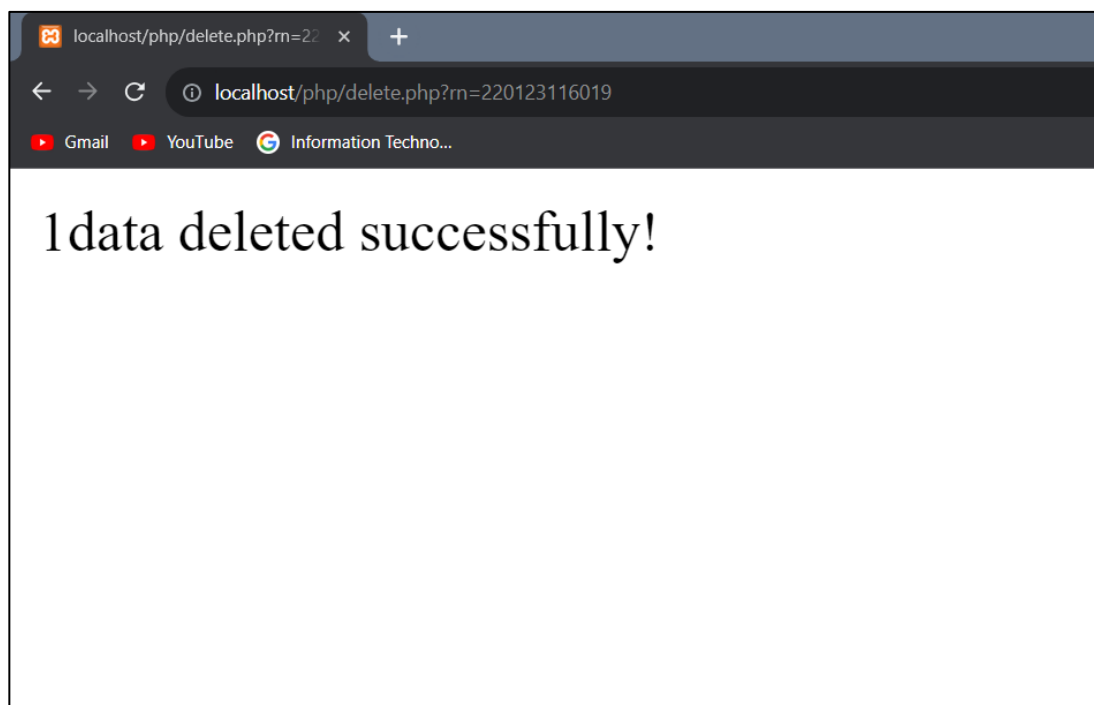 localhost/php/delete.php?rn=22
localhost/php/delete.php?rn=220123116019
Gmail YouTube Information Techno...
1data deleted successfully!